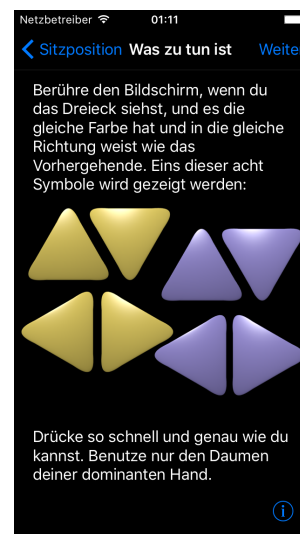 Netzbetreiber 01:11
Sitzposition Was zu tun ist Weite
Berühre den Bildschirm, wenn du
das Dreieck siehst, und es die
gleiche Farbe hat und in die gleiche
Richtung weist wie das
Vorhergehende. Eins dieser acht
Symbole wird gezeigt werden:
Drücke so schnell und genau wie du
kannst. Benutze nur den Daumen
deiner dominanten Hand.